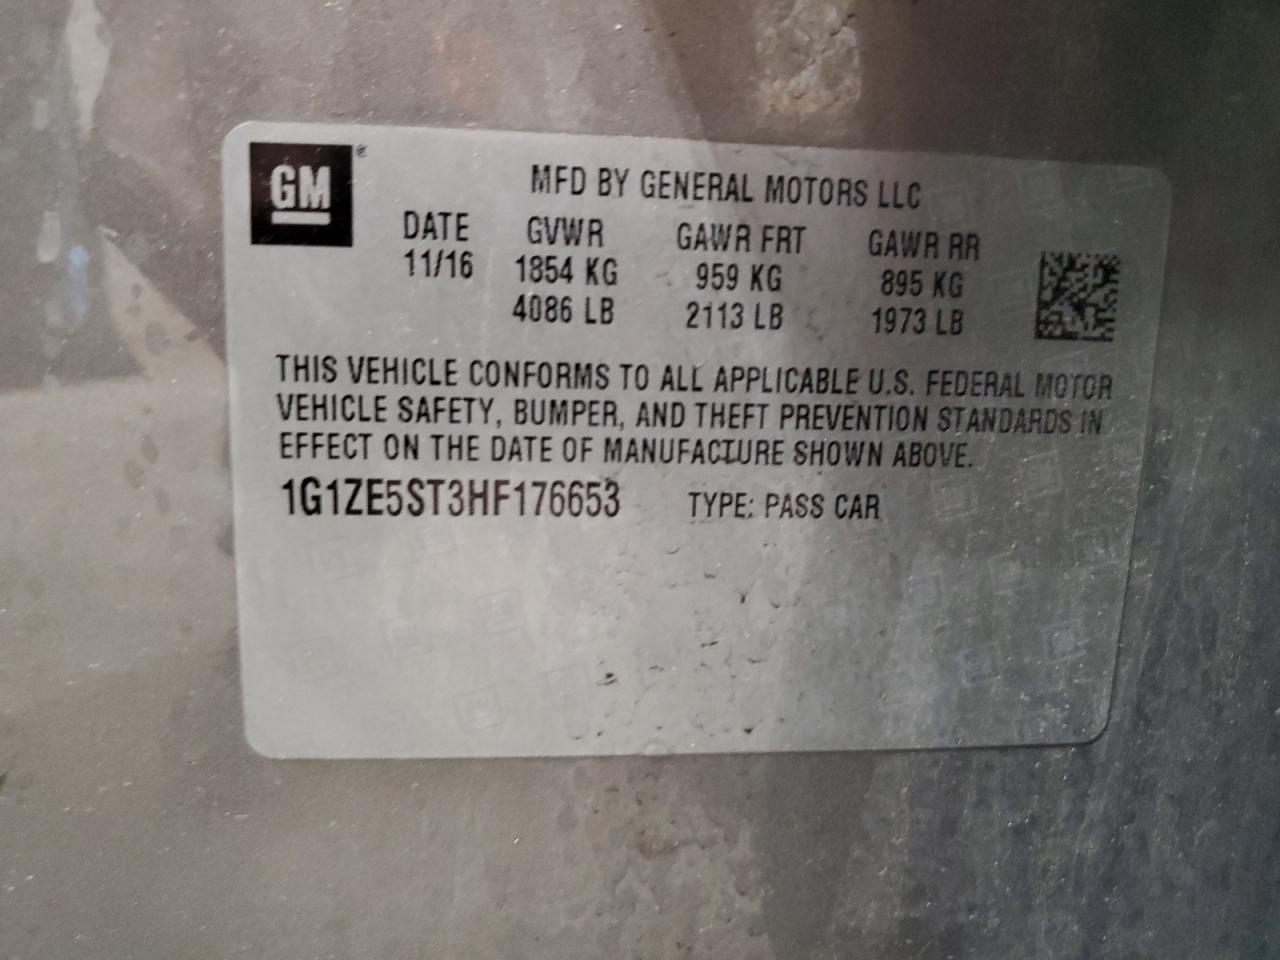 GM ®
MFD BY GENERAL MOTORS LLC
DATE GVWR GAWR FRT GAWR RR
11/16 1854 KG 959 KG 895 KG
4086 LB 2113 LB 1973 LB
THIS VEHICLE CONFORMS TO ALL APPLICABLE U.S. FEDERAL MOTOR
VEHICLE SAFETY, BUMPER, AND THEFT PREVENTION STANDARDS IN
EFFECT ON THE DATE OF MANUFACTURE SHOWN ABOVE.
1G1ZE5ST3HF176653 TYPE: PASS CAR